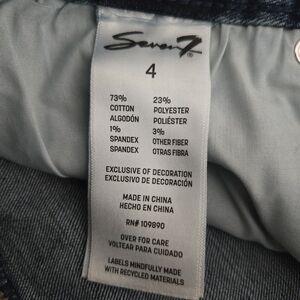 Seven7®
4
73% 23%
COTTON POLYESTER
ALGODÓN POLIÉSTER
1% 3%
SPANDEX OTHER FIBER
SPANDEX OTRAS FIBRA
EXCLUSIVE OF DECORATION
EXCLUSIVO DE DECORACIÓN
MADE IN CHINA
HECHO EN CHINA
RN# 109890
OVER FOR CARE
VOLTEAR PARA CUIDADO
LABELS MINDFULLY MADE
WITH RECYCLED MATERIALS